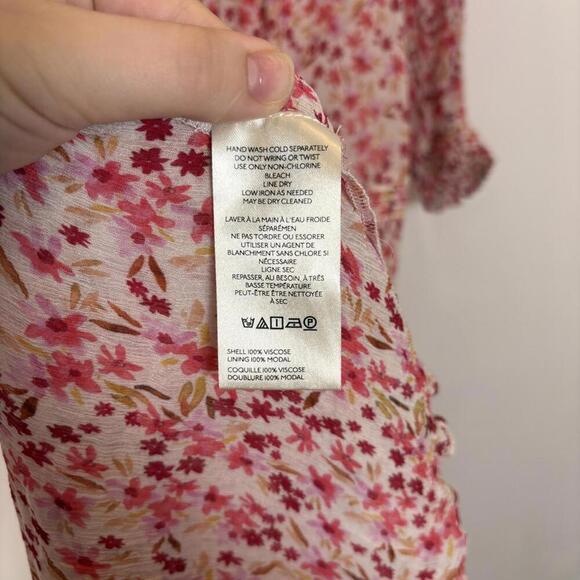 HAND WASH COLD SEPARATELY
DO NOT WRING OR TWIST
USE ONLY NON-CHLORINE
BLEACH
LINE DRY
LOW IRON AS NEEDED
MAY BE DRY CLEANED
LAVER À LA MAIN À L'EAU FROIDE
SÉPARÉMEN
NE PAS TORDRE OU ESSORER
UTILISER UN AGENT DE
BLANCHIMENT SANS CHLORE SI
NÉCESSAIRE
LIGNE SEC
REPASSER, AU BESOIN, À TRÈS
BASSE TEMPÉRATURE
PEUT-ÊTRE ÊTRE NETTOYÉE
À SEC
P
SHELL 100% VISCOSE
LINING 100% MODAL
COQUILLE 100% VISCOSE
DOUBLURE 100% MODAL